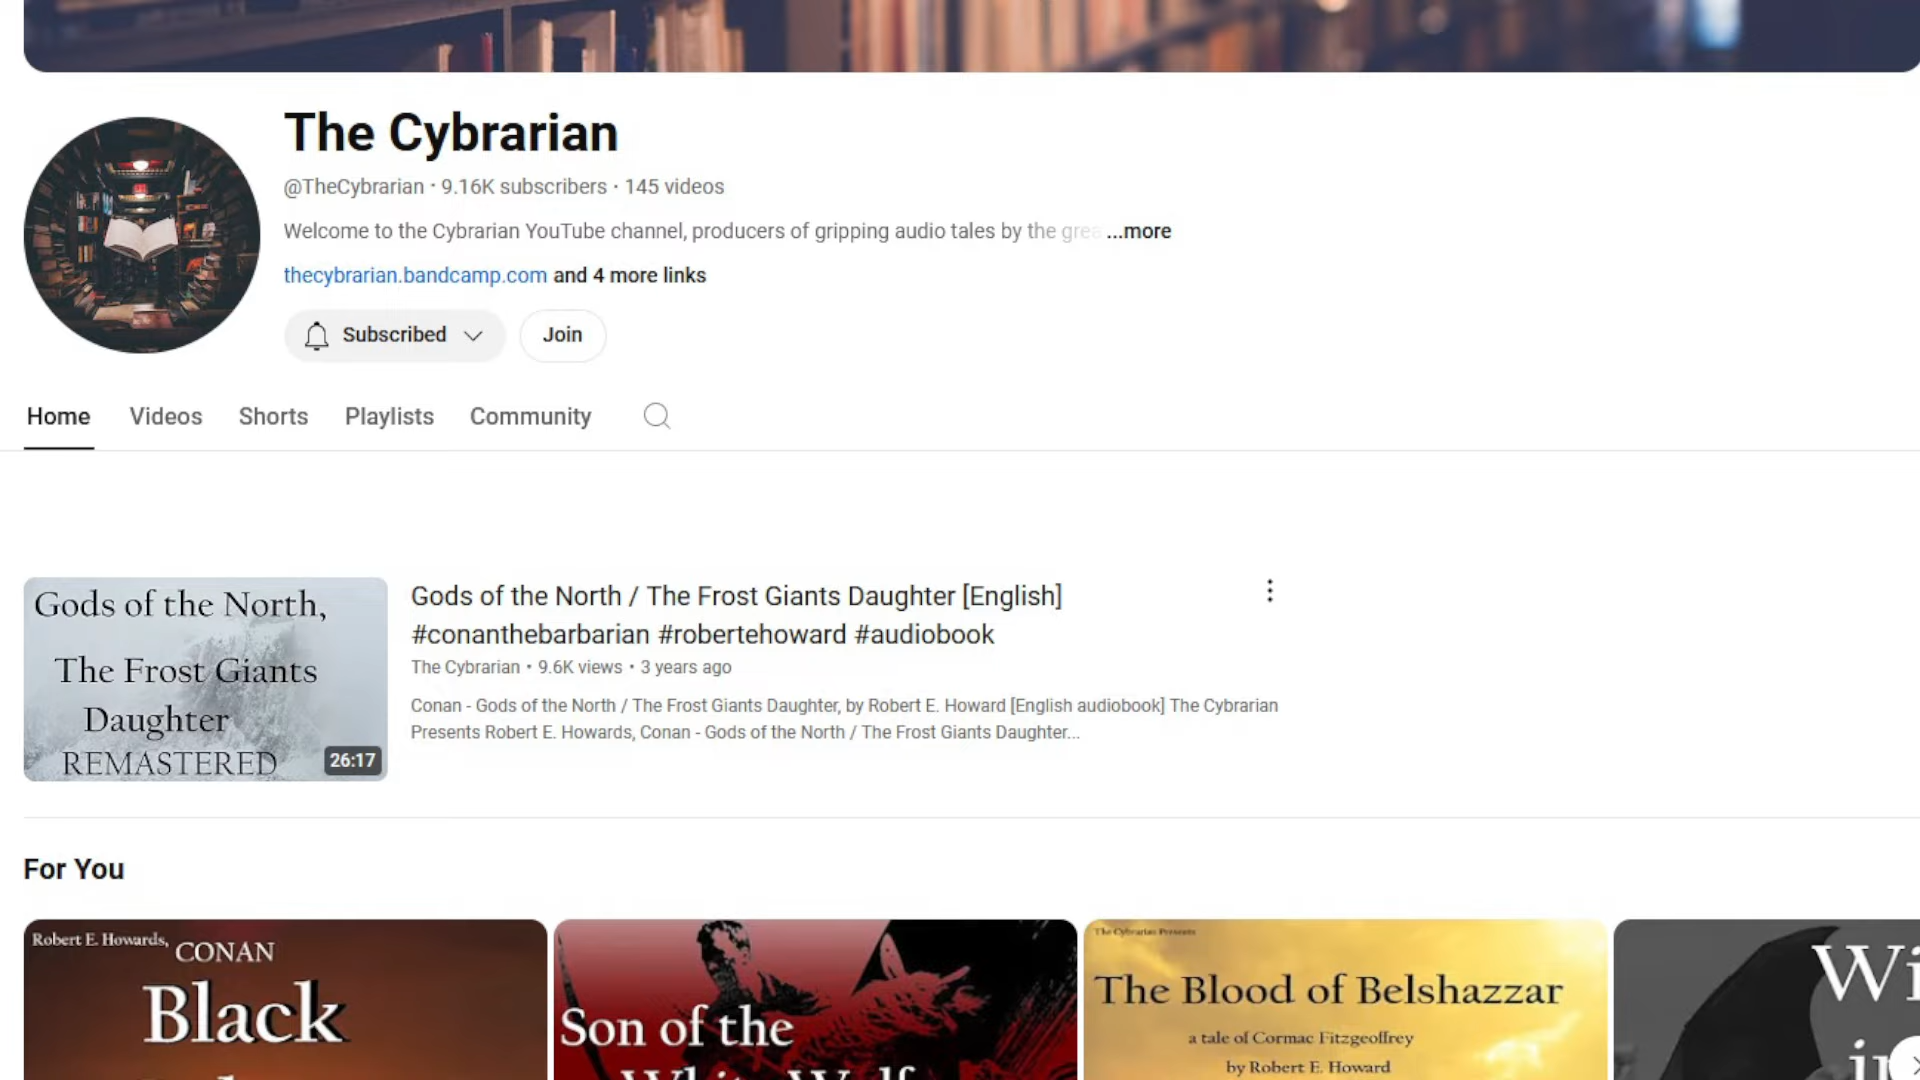 The Cybrarian
@TheCybrarian · 9.16K subscribers · 145 videos
Welcome to the Cybrarian YouTube channel, producers of gripping audio tales by the grea ...more
thecybrarian.bandcamp.com and 4 more links
Subscribed
Join
Home Videos Shorts Playlists Community
Gods of the North,
The Frost Giants
Daughter
REMASTERED
26:17
Gods of the North / The Frost Giants Daughter [English]
#conanthebarbarian #robertehoward #audiobook
The Cybrarian • 9.6K views • 3 years ago
Conan - Gods of the North / The Frost Giants Daughter, by Robert E. Howard [English audiobook] The Cybrarian
Presents Robert E. Howards, Conan - Gods of the North / The Frost Giants Daughter...
For You
Robert E. Howards, CONAN
Black
Son of the
White Wolf
The Cybrarian Presents
The Blood of Belshazzar
a tale of Cormac Fitzgeoffrey
by Robert E. Howard